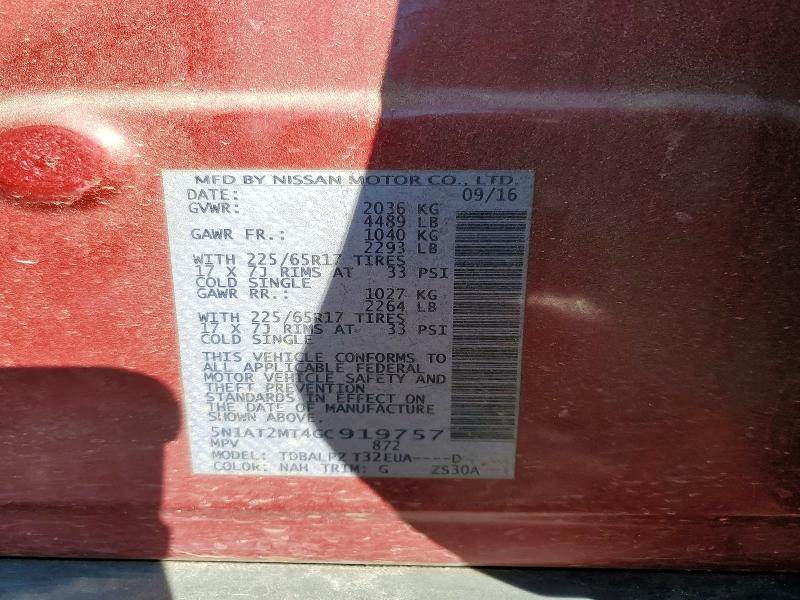 MFD BY NISSAN MOTOR CO., LTD.
DATE: 09/16
GVWR: 2036 KG
4489 LB
GAWR FR.: 1040 KG
2293 LB
WITH 225/65R17 TIRES
17 X 7J RIMS AT 33 PSI
COLD SINGLE
GAWR RR.: 1027 KG
2264 LB
WITH 225/65R17 TIRES
17 X 7J RIMS AT 33 PSI
COLD SINGLE
THIS VEHICLE CONFORMS TO
ALL APPLICABLE FEDERAL
MOTOR VEHICLE SAFETY AND
THEFT PREVENTION
STANDARDS IN EFFECT ON
THE DATE OF MANUFACTURE
SHOWN ABOVE.
5N1AT2MT4GC919757
MPV 872
MODEL: TDBALPZ T32EUA----D
COLOR: NAH TRIM: G ZS30A